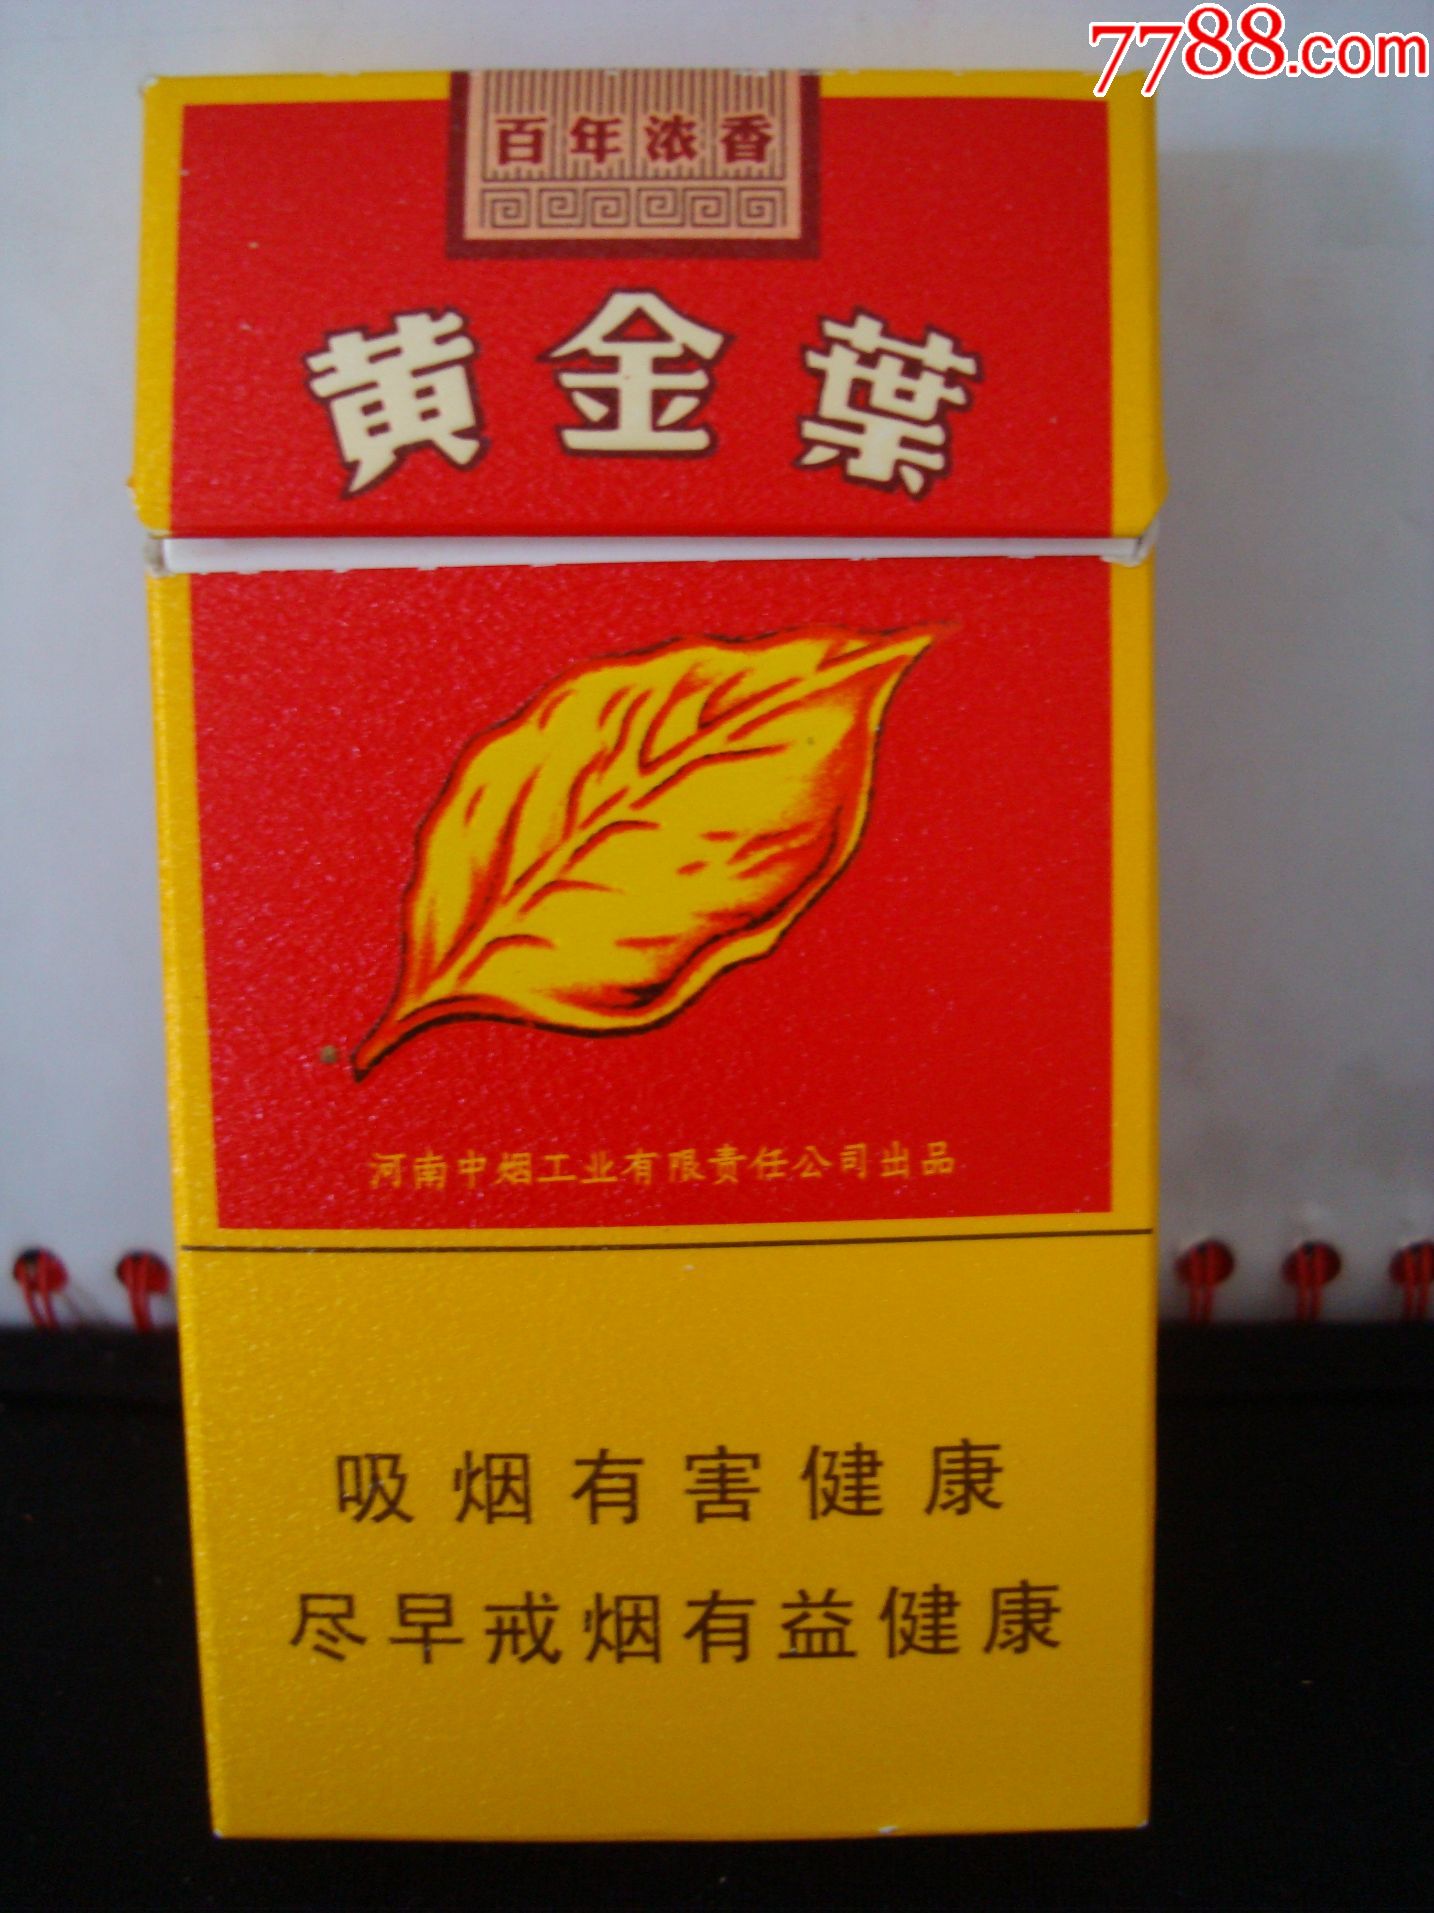 7788.com
百年浓香
黄金葉
河南中烟工业有限责任公司出品
吸烟有害健康
尽早戒烟有益健康